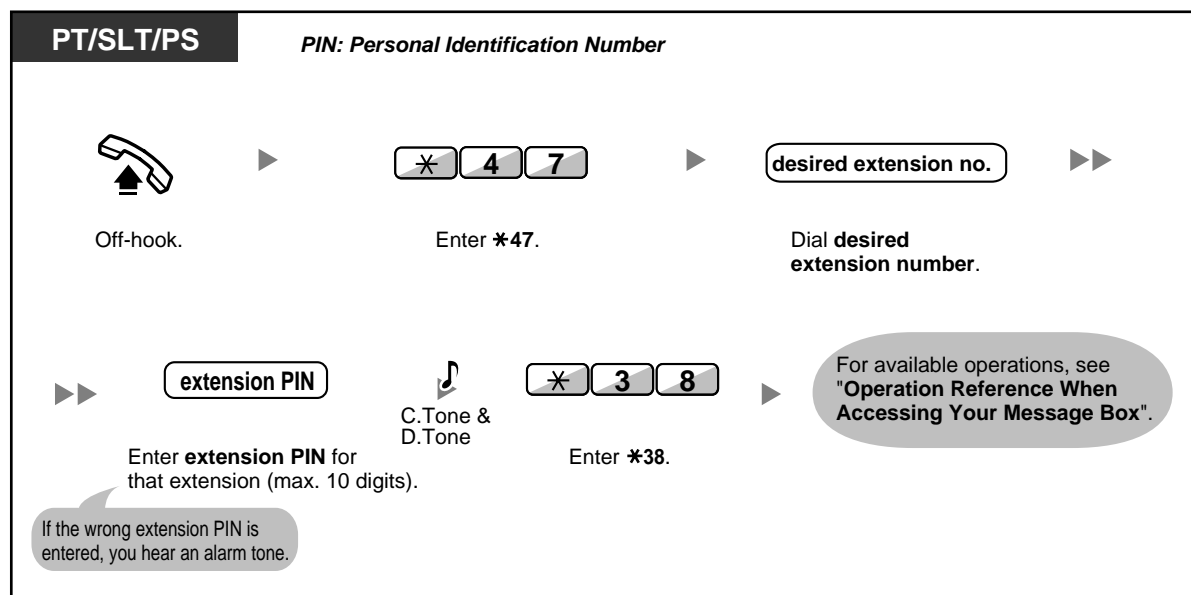 PT/SLT/PS
PIN: Personal Identification Number
✳ 4 7
desired extension no.
Off-hook.
Enter ✳47.
Dial desired
extension number.
extension PIN
C.Tone &
D.Tone
✳ 3 8
For available operations, see
"Operation Reference When
Accessing Your Message Box".
Enter extension PIN for
that extension (max. 10 digits).
Enter ✳38.
If the wrong extension PIN is
entered, you hear an alarm tone.